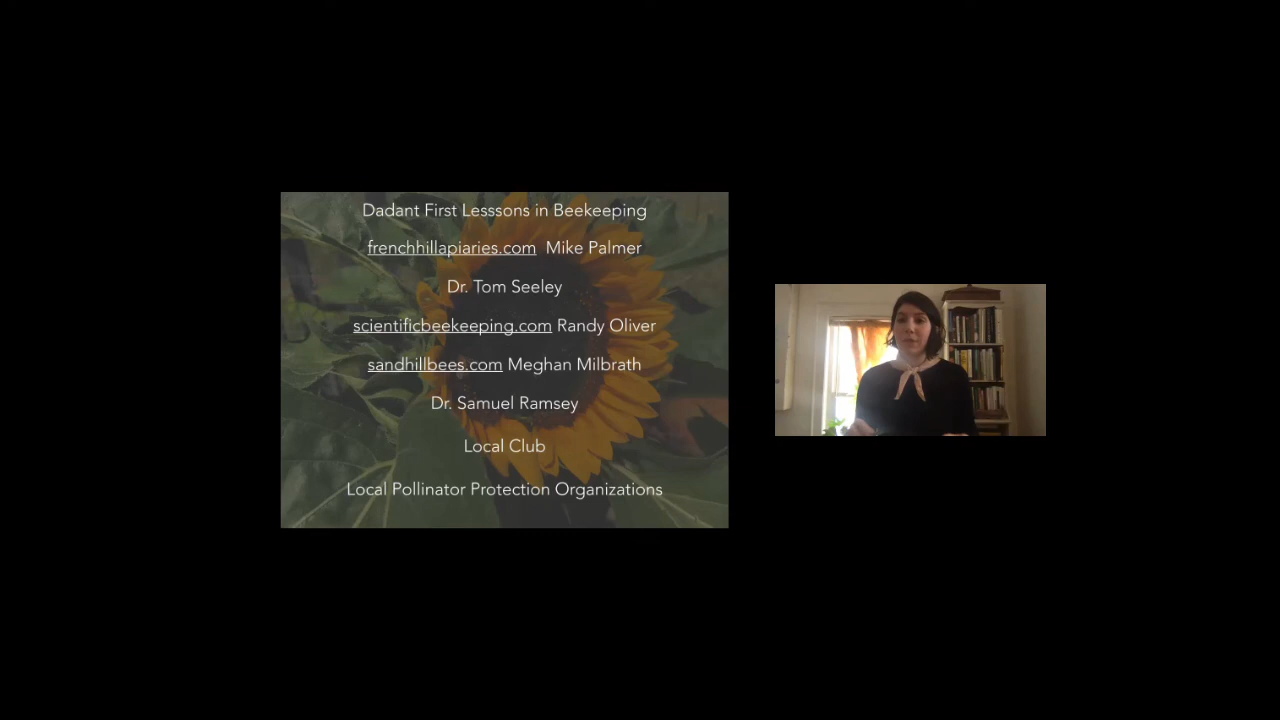 Dadant First Lesssons in Beekeeping
frenchhillapiaries.com Mike Palmer
Dr. Tom Seeley
scientificbeekeeping.com Randy Oliver
sandhillbees.com Meghan Milbrath
Dr. Samuel Ramsey
Local Club
Local Pollinator Protection Organizations